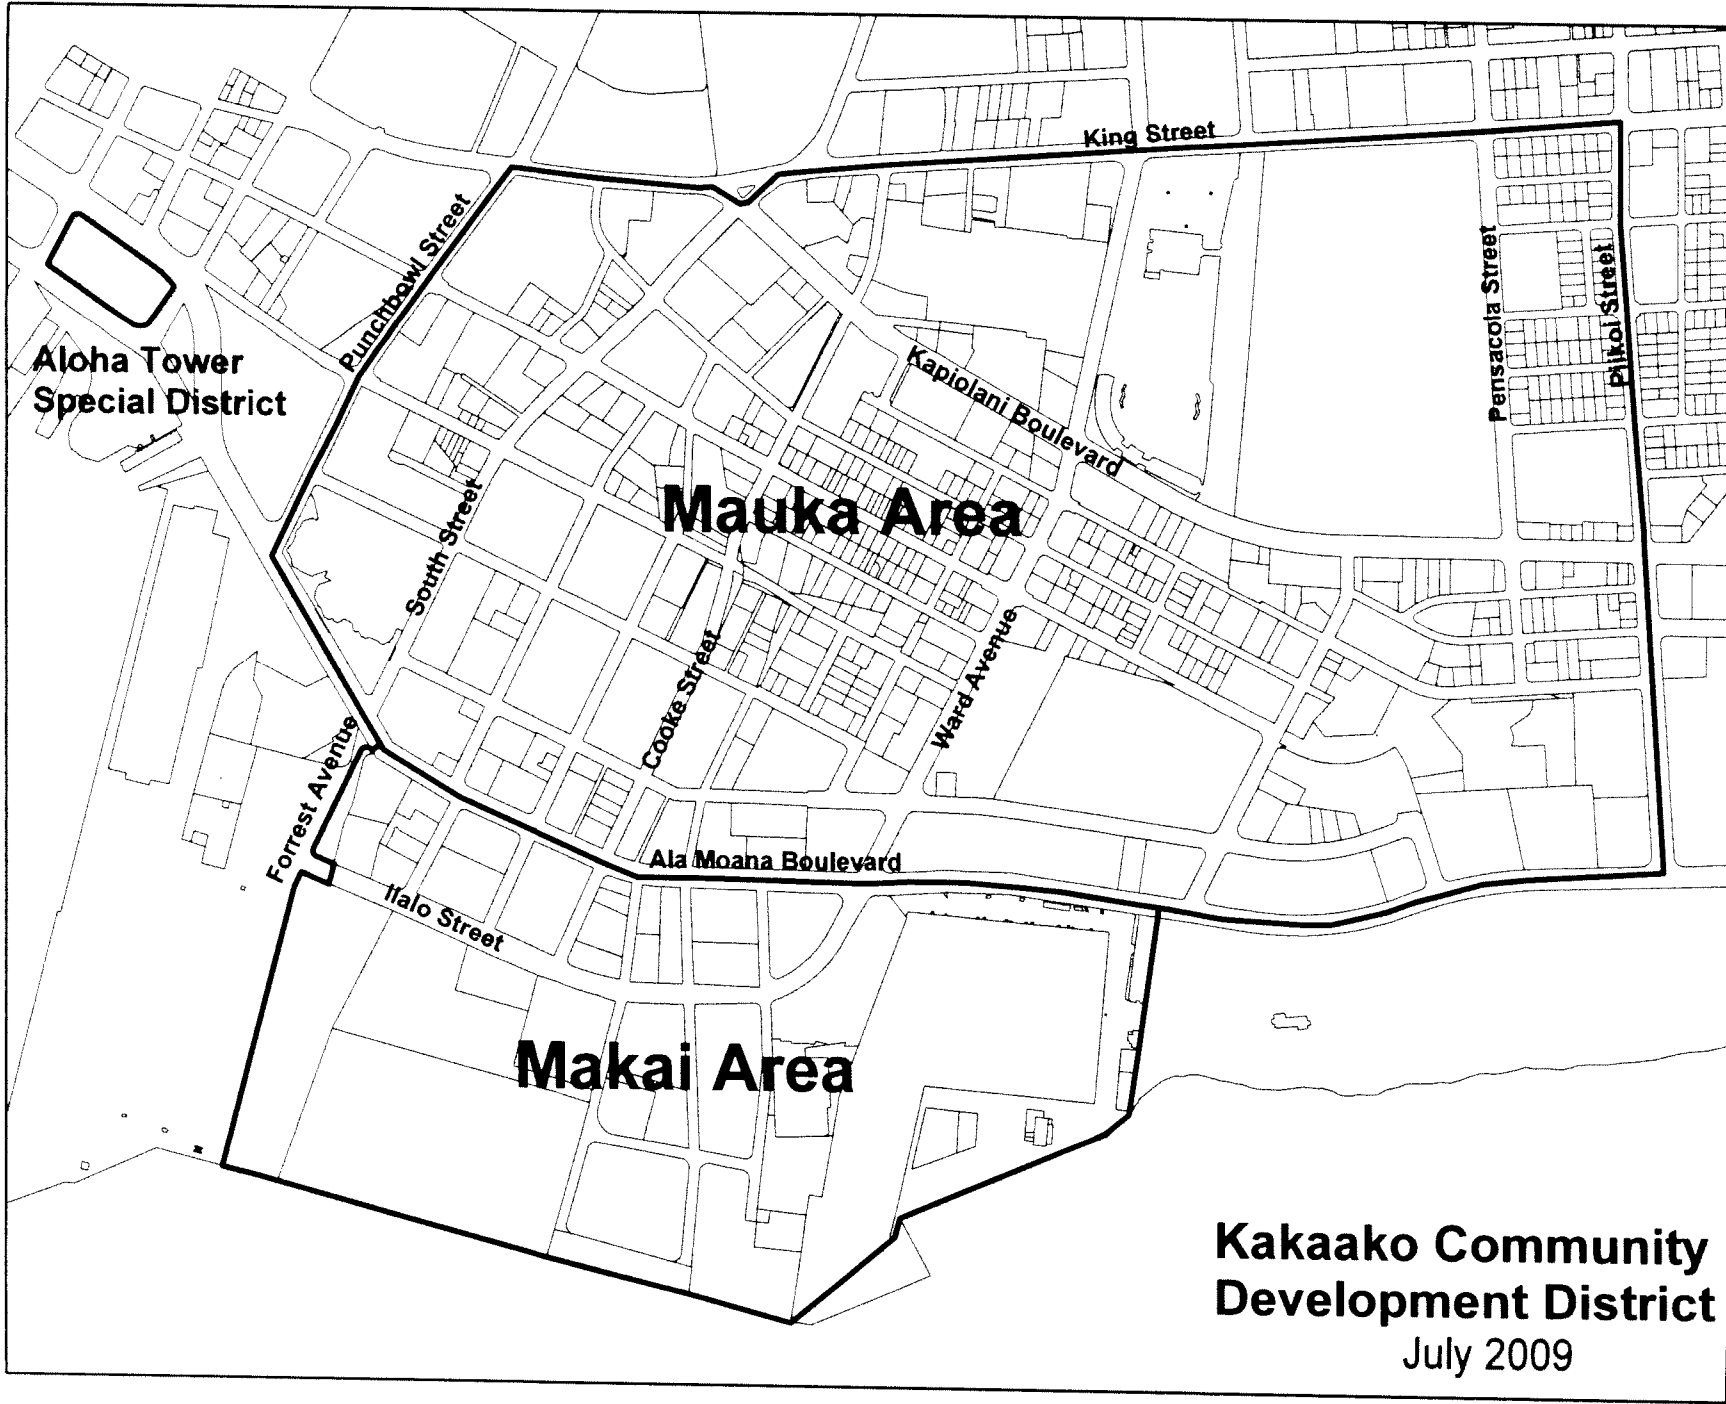 King Street
Punchbowl Street
Pensacola Street
Piikoi Street
Aloha Tower
Special District
Kapiolani Boulevard
Mauka Area
South Street
Cooke Street
Ward Avenue
Forrest Avenue
Ala Moana Boulevard
Ilalo Street
Makai Area
Kakaako Community
Development District
July 2009